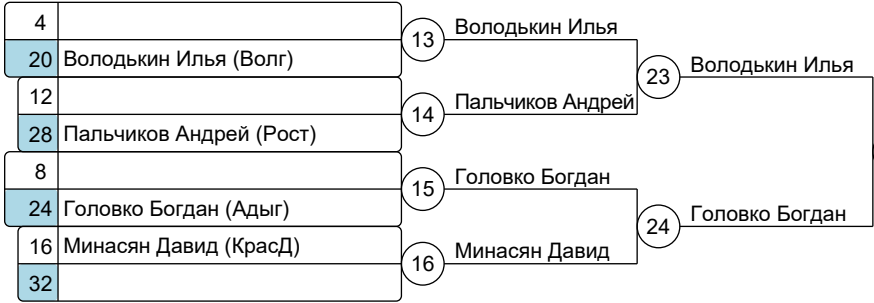 4
13 Володькин Илья
20 Володькин Илья (Волг)
23 Володькин Илья
12
14 Пальчиков Андрей
28 Пальчиков Андрей (Рост)
8
15 Головко Богдан
24 Головко Богдан (Адыг)
24 Головко Богдан
16 Минасян Давид (КрасД)
16 Минасян Давид
32